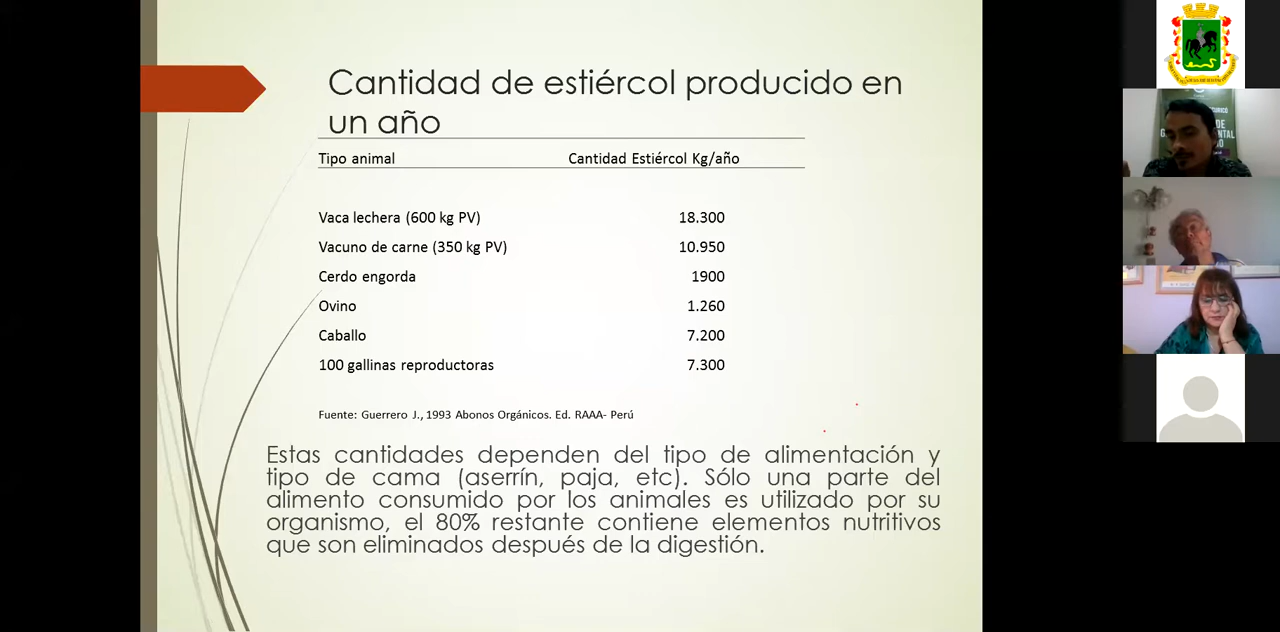 Cantidad de estiércol producido en
un año
Tipo animal Cantidad Estiércol Kg/año
Vaca lechera (600 kg PV) 18.300
Vacuno de carne (350 kg PV) 10.950
Cerdo engorda 1900
Ovino 1.260
Caballo 7.200
100 gallinas reproductoras 7.300
Fuente: Guerrero J., 1993 Abonos Orgánicos. Ed. RAAA- Perú
Estas cantidades dependen del tipo de alimentación y
tipo de cama (aserrín, paja, etc). Sólo una parte del
alimento consumido por los animales es utilizado por su
organismo, el 80% restante contiene elementos nutritivos
que son eliminados después de la digestión.